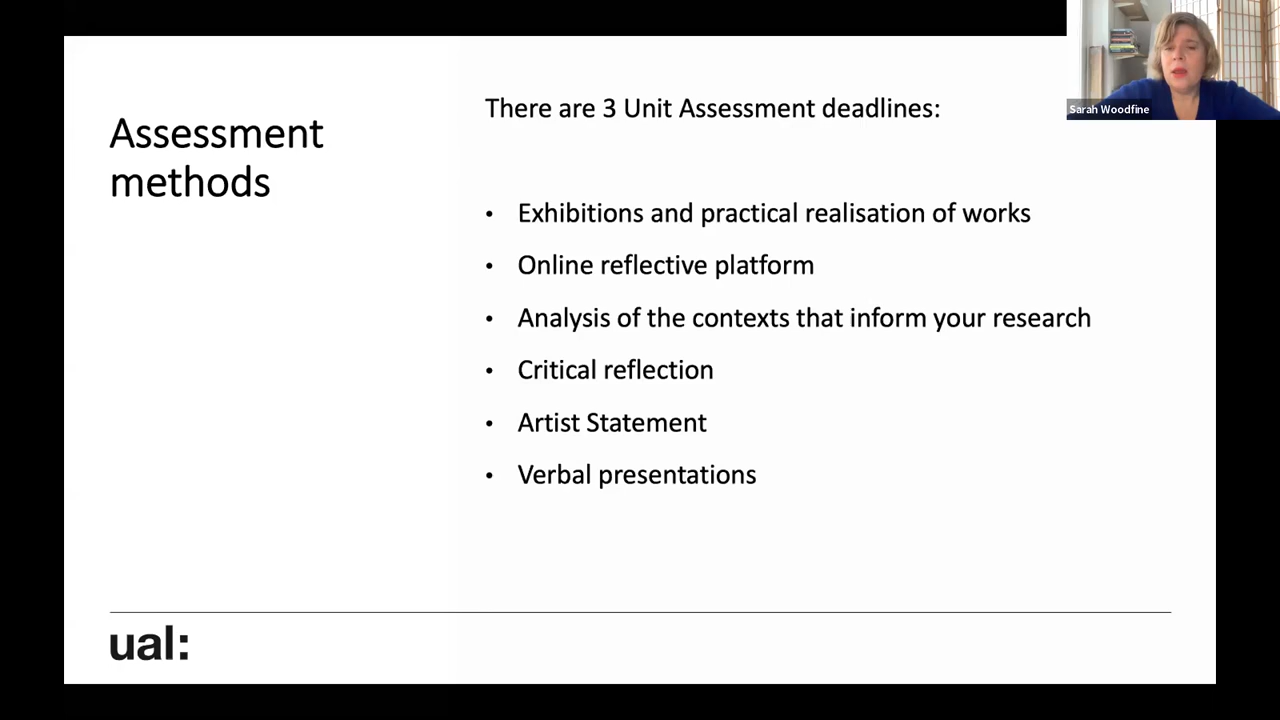 Assessment
methods
There are 3 Unit Assessment deadlines:
• Exhibitions and practical realisation of works
• Online reflective platform
• Analysis of the contexts that inform your research
• Critical reflection
• Artist Statement
• Verbal presentations
ual:
Sarah Woodfine